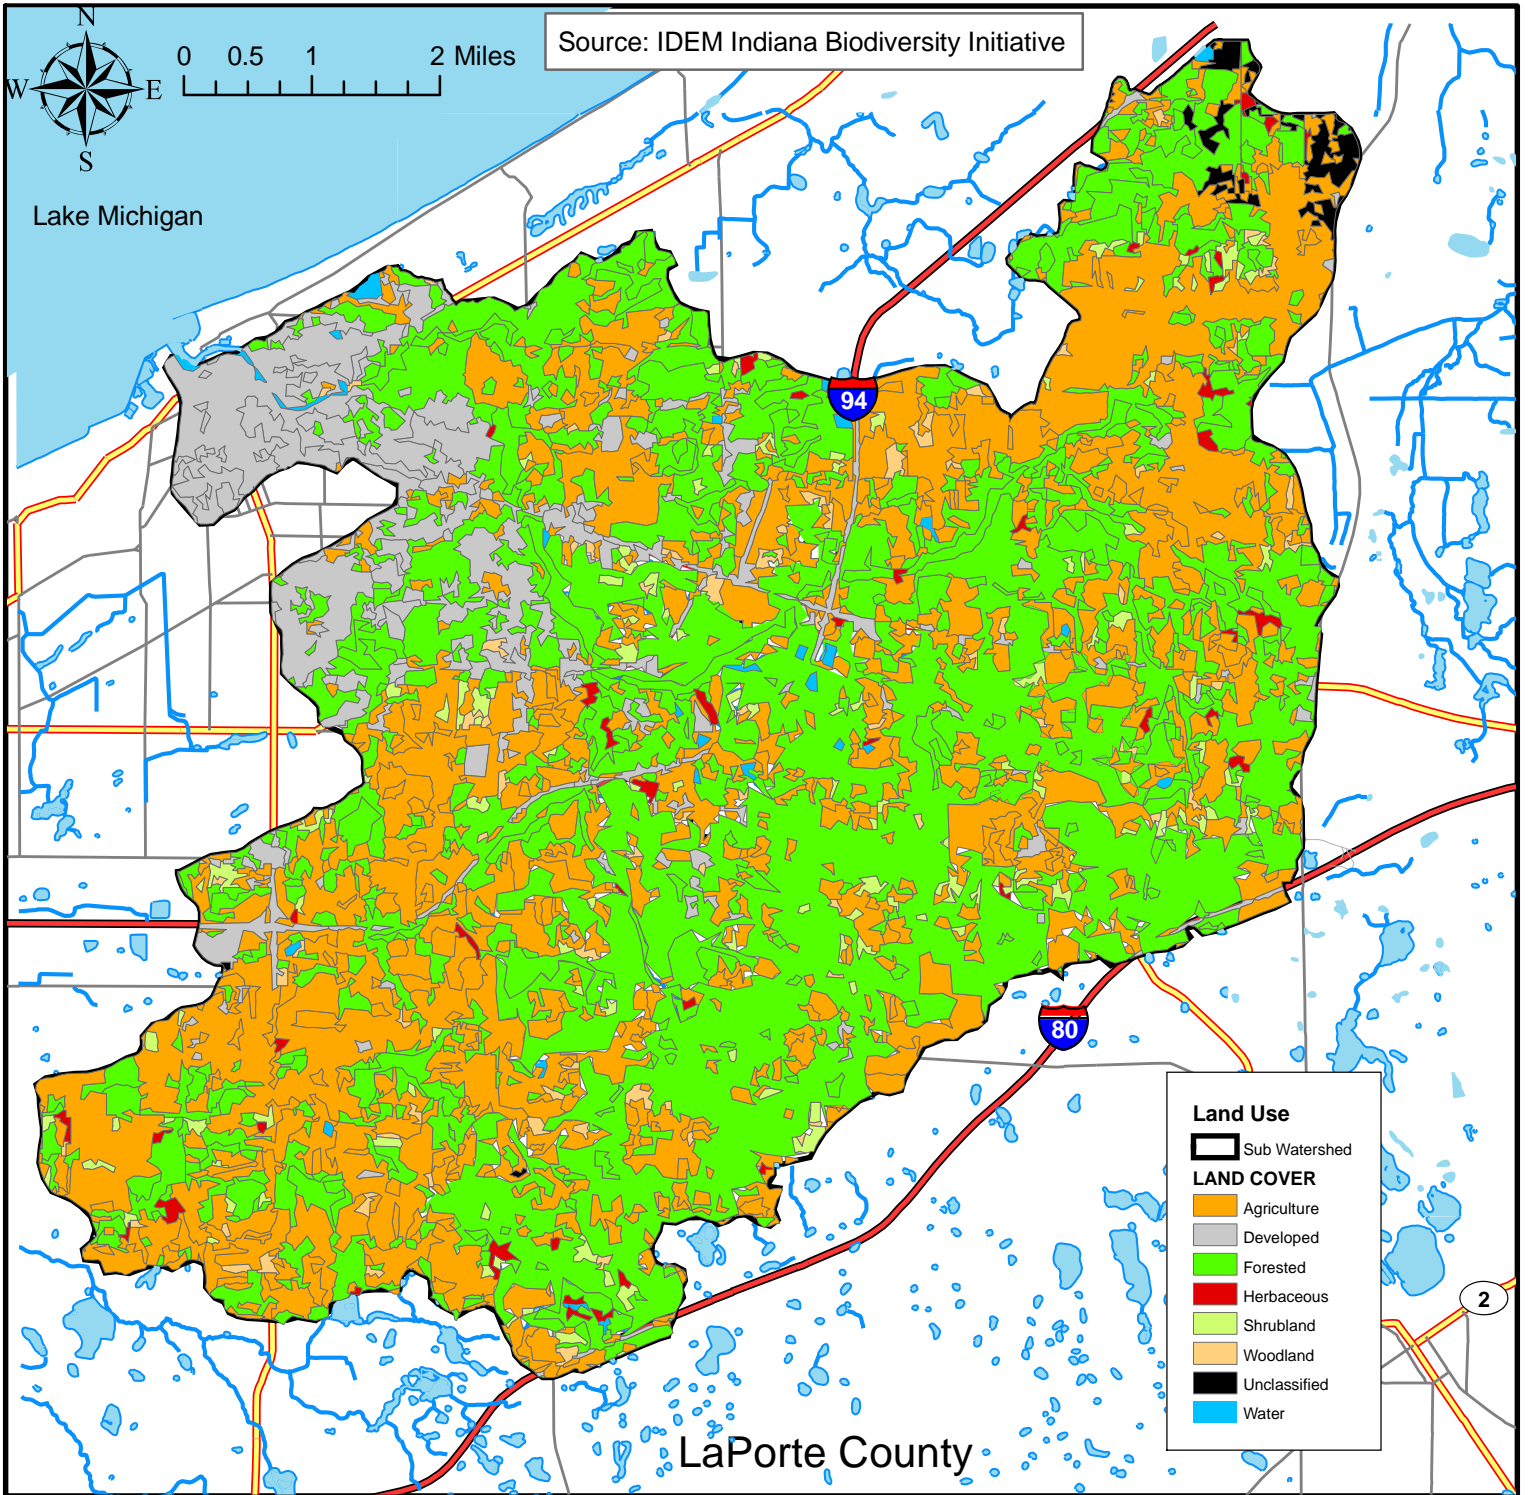 N
W E
S
0 0.5 1 2 Miles
Source: IDEM Indiana Biodiversity Initiative
Lake Michigan
94
80
2
Land Use
Sub Watershed
LAND COVER
Agriculture
Developed
Forested
Herbaceous
Shrubland
Woodland
Unclassified
Water
LaPorte County